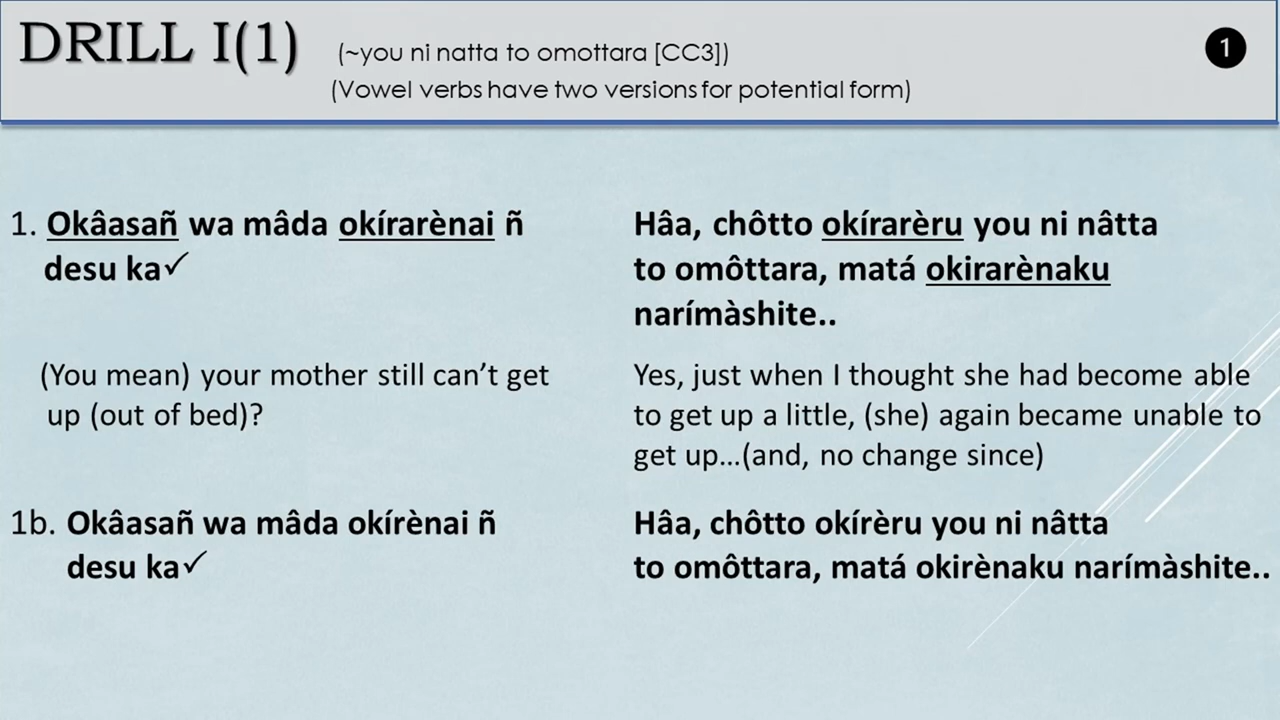 DRILL I(1)
(~you ni natta to omottara [CC3])
(Vowel verbs have two versions for potential form)
1
1. Okâasañ wa mâda okírarènai ñ
desu ka✓
Hâa, chôtto okírarèru you ni nâtta
to omôttara, matá okirarènaku
narímàshite..
(You mean) your mother still can’t get
up (out of bed)?
Yes, just when I thought she had become able
to get up a little, (she) again became unable to
get up…(and, no change since)
1b. Okâasañ wa mâda okírènai ñ
desu ka✓
Hâa, chôtto okírèru you ni nâtta
to omôttara, matá okirènaku narímàshite..